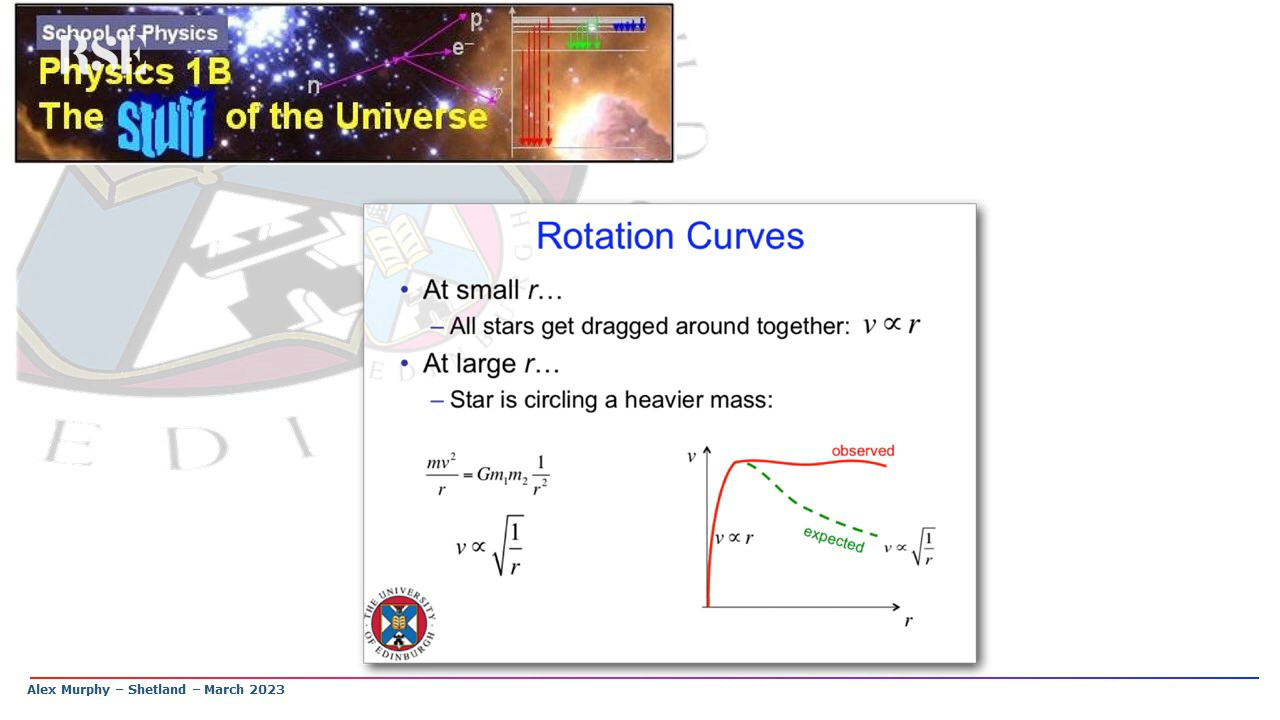 School of Physics
RSE
Physics 1B
The Stuff of the Universe
n
p
e⁻
Rotation Curves
• At small r…
– All stars get dragged around together: v ∝ r
• At large r…
– Star is circling a heavier mass:
mv²/r = Gm₁m₂ 1/r²
v ∝ √(1/r)
v
observed
v ∝ r
expected
v ∝ √(1/r)
r
THE UNIVERSITY
OF EDINBURGH
E D I
E D I N B U R G H
Alex Murphy – Shetland – March 2023